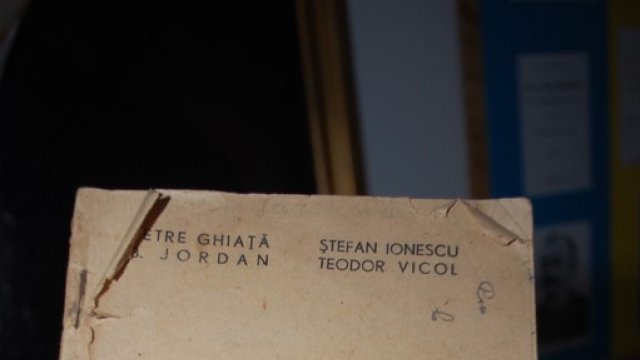 ETRE GHIAȚĂ
B. JORDAN
ȘTEFAN IONESCU
TEODOR VICOL